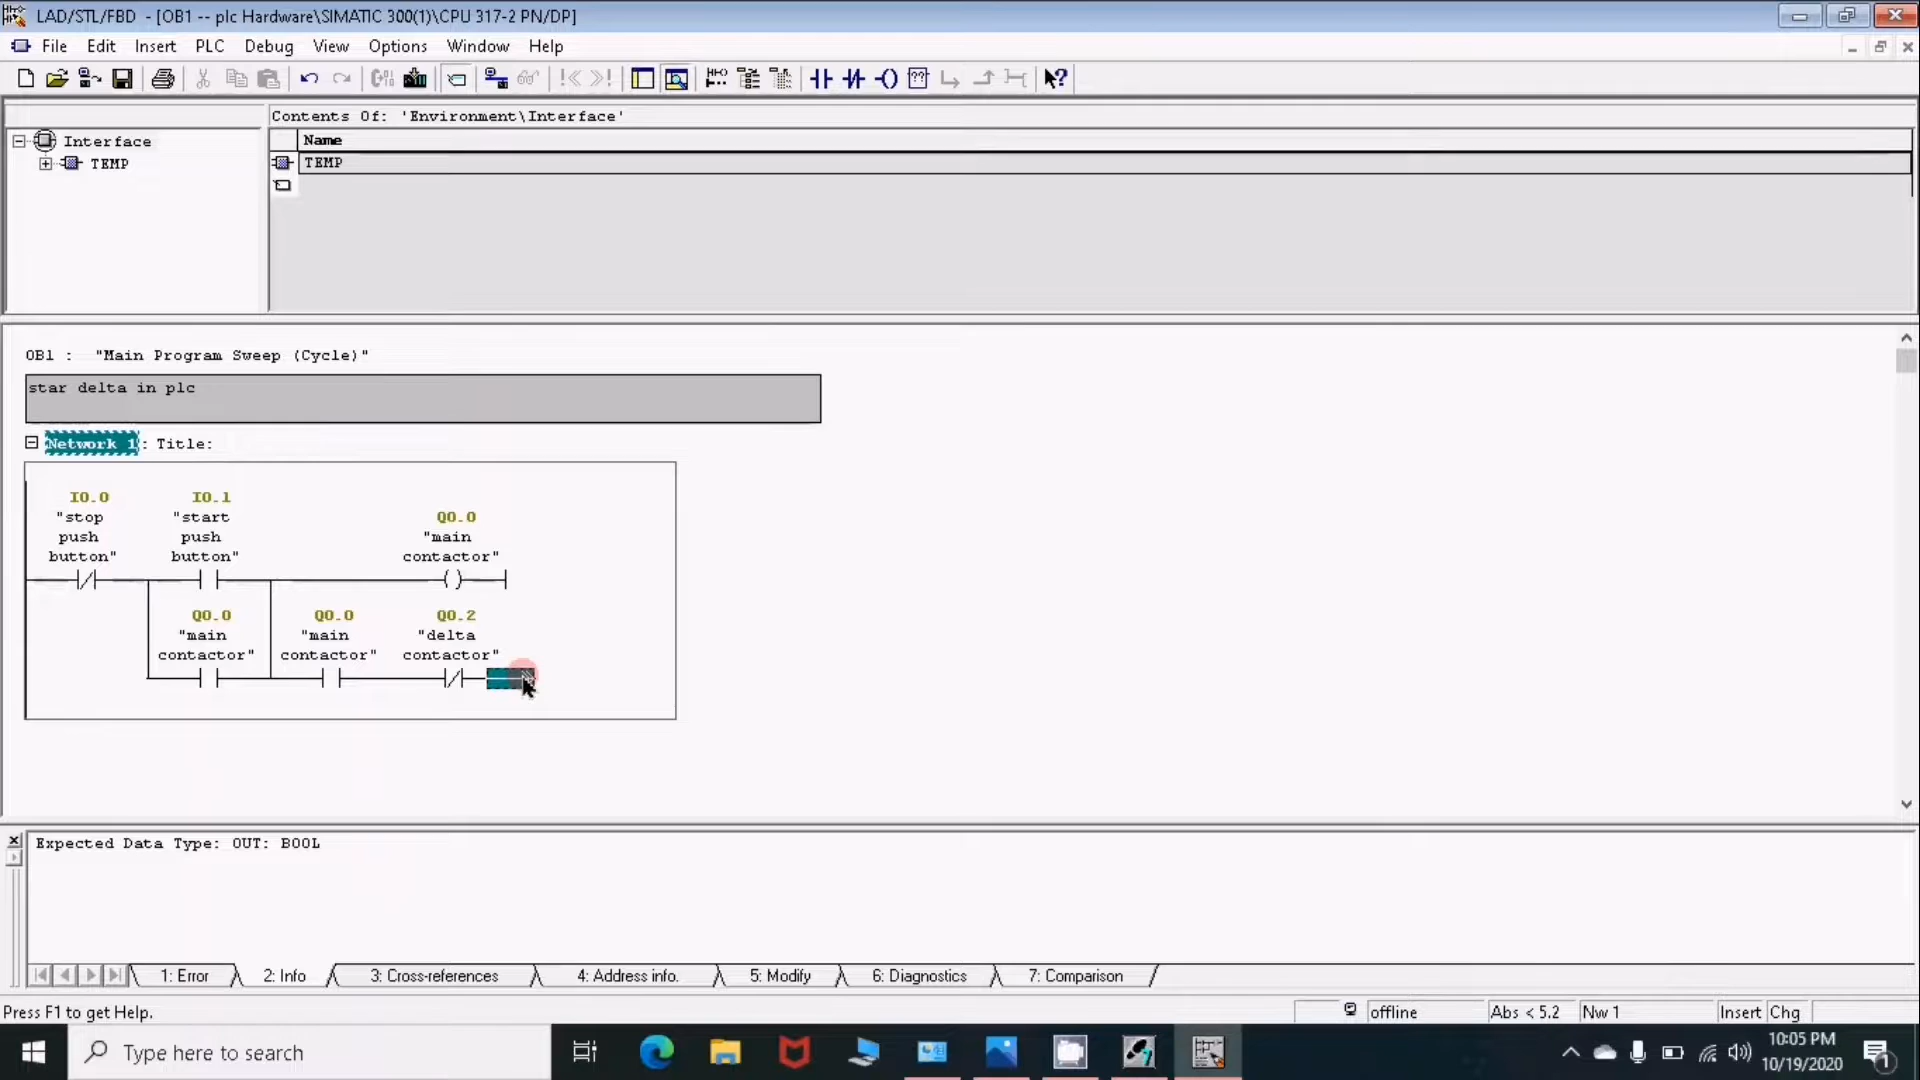 LAD/STL/FBD - [OB1 -- plc Hardware\SIMATIC 300(1)\CPU 317-2 PN/DP]
File Edit Insert PLC Debug View Options Window Help
Contents Of: 'Environment\Interface'
Interface
TEMP
Name
TEMP
OB1 : "Main Program Sweep (Cycle)"
star delta in plc
Network 1: Title:
I0.0 I0.1
"stop "start Q0.0
push push "main
button" button" contactor"
Q0.0 Q0.0 Q0.2
"main "main "delta
contactor" contactor" contactor"
Expected Data Type: OUT: BOOL
1: Error 2: Info 3: Cross-references 4: Address info. 5: Modify 6: Diagnostics 7: Comparison
Press F1 to get Help. offline Abs < 5.2 Nw 1 Insert Chg
Type here to search
10:05 PM
10/19/2020
1